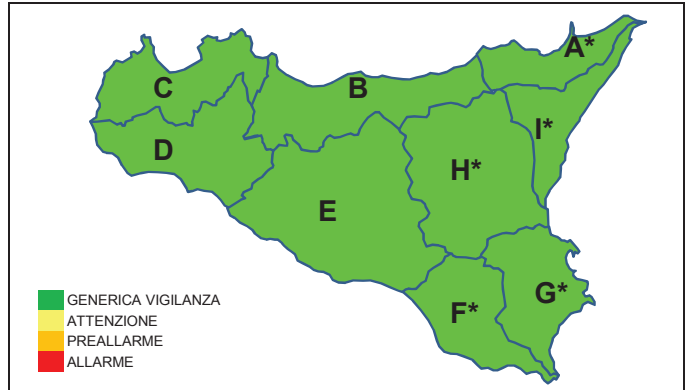 A*
C
B
I*
D
H*
E
G*
F*
GENERICA VIGILANZA
ATTENZIONE
PREALLARME
ALLARME